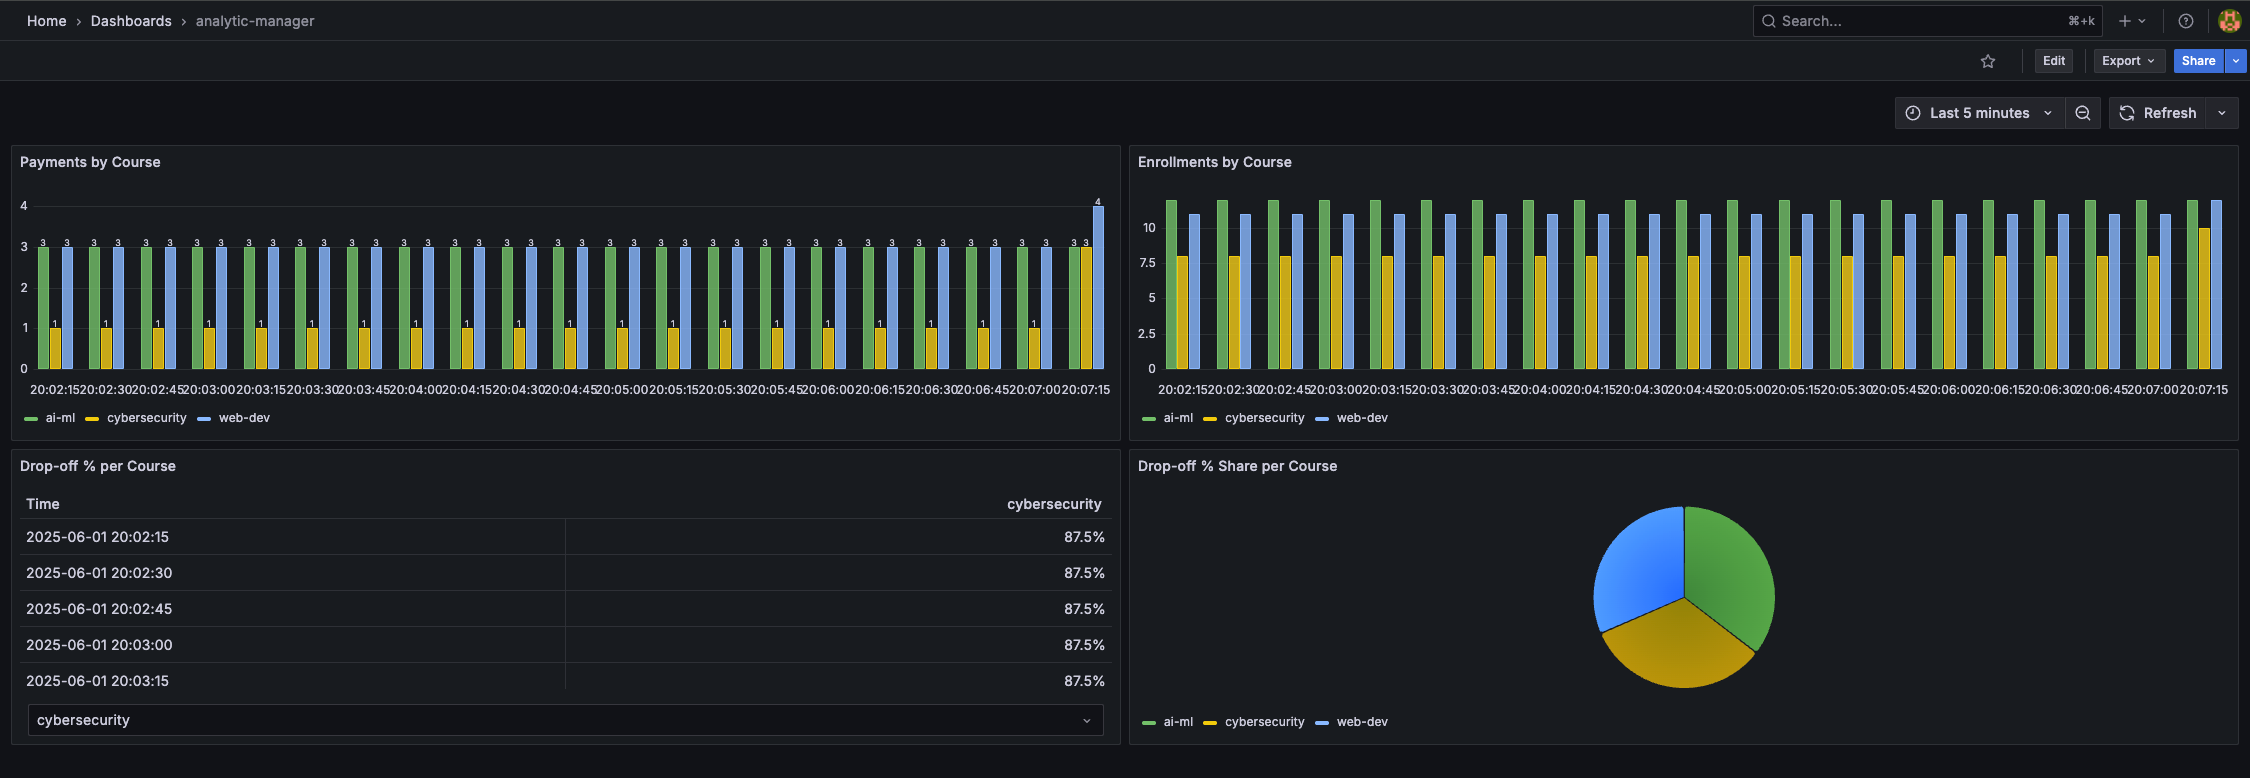 Home › Dashboards › analytic-manager
Search... ⌘+k
Edit Export Share
Last 5 minutes Refresh
Payments by Course
4
3
2
1
0
3 1 3 3 1 3 3 1 3 3 1 3 3 1 3 3 1 3 3 1 3 3 1 3 3 1 3 3 1 3 3 1 3 3 1 3 3 1 3 3 1 3 3 1 3 3 1 3 3 1 3 3 1 3 3 1 3 3 1 3 3 3 4
20:02:15 20:02:30 20:02:45 20:03:00 20:03:15 20:03:30 20:03:45 20:04:00 20:04:15 20:04:30 20:04:45 20:05:00 20:05:15 20:05:30 20:05:45 20:06:00 20:06:15 20:06:30 20:06:45 20:07:00 20:07:15
ai-ml cybersecurity web-dev
Enrollments by Course
10
7.5
5
2.5
0
20:02:15 20:02:30 20:02:45 20:03:00 20:03:15 20:03:30 20:03:45 20:04:00 20:04:15 20:04:30 20:04:45 20:05:00 20:05:15 20:05:30 20:05:45 20:06:00 20:06:15 20:06:30 20:06:45 20:07:00 20:07:15
ai-ml cybersecurity web-dev
Drop-off % per Course
Time cybersecurity
2025-06-01 20:02:15 87.5%
2025-06-01 20:02:30 87.5%
2025-06-01 20:02:45 87.5%
2025-06-01 20:03:00 87.5%
2025-06-01 20:03:15 87.5%
cybersecurity
Drop-off % Share per Course
ai-ml cybersecurity web-dev